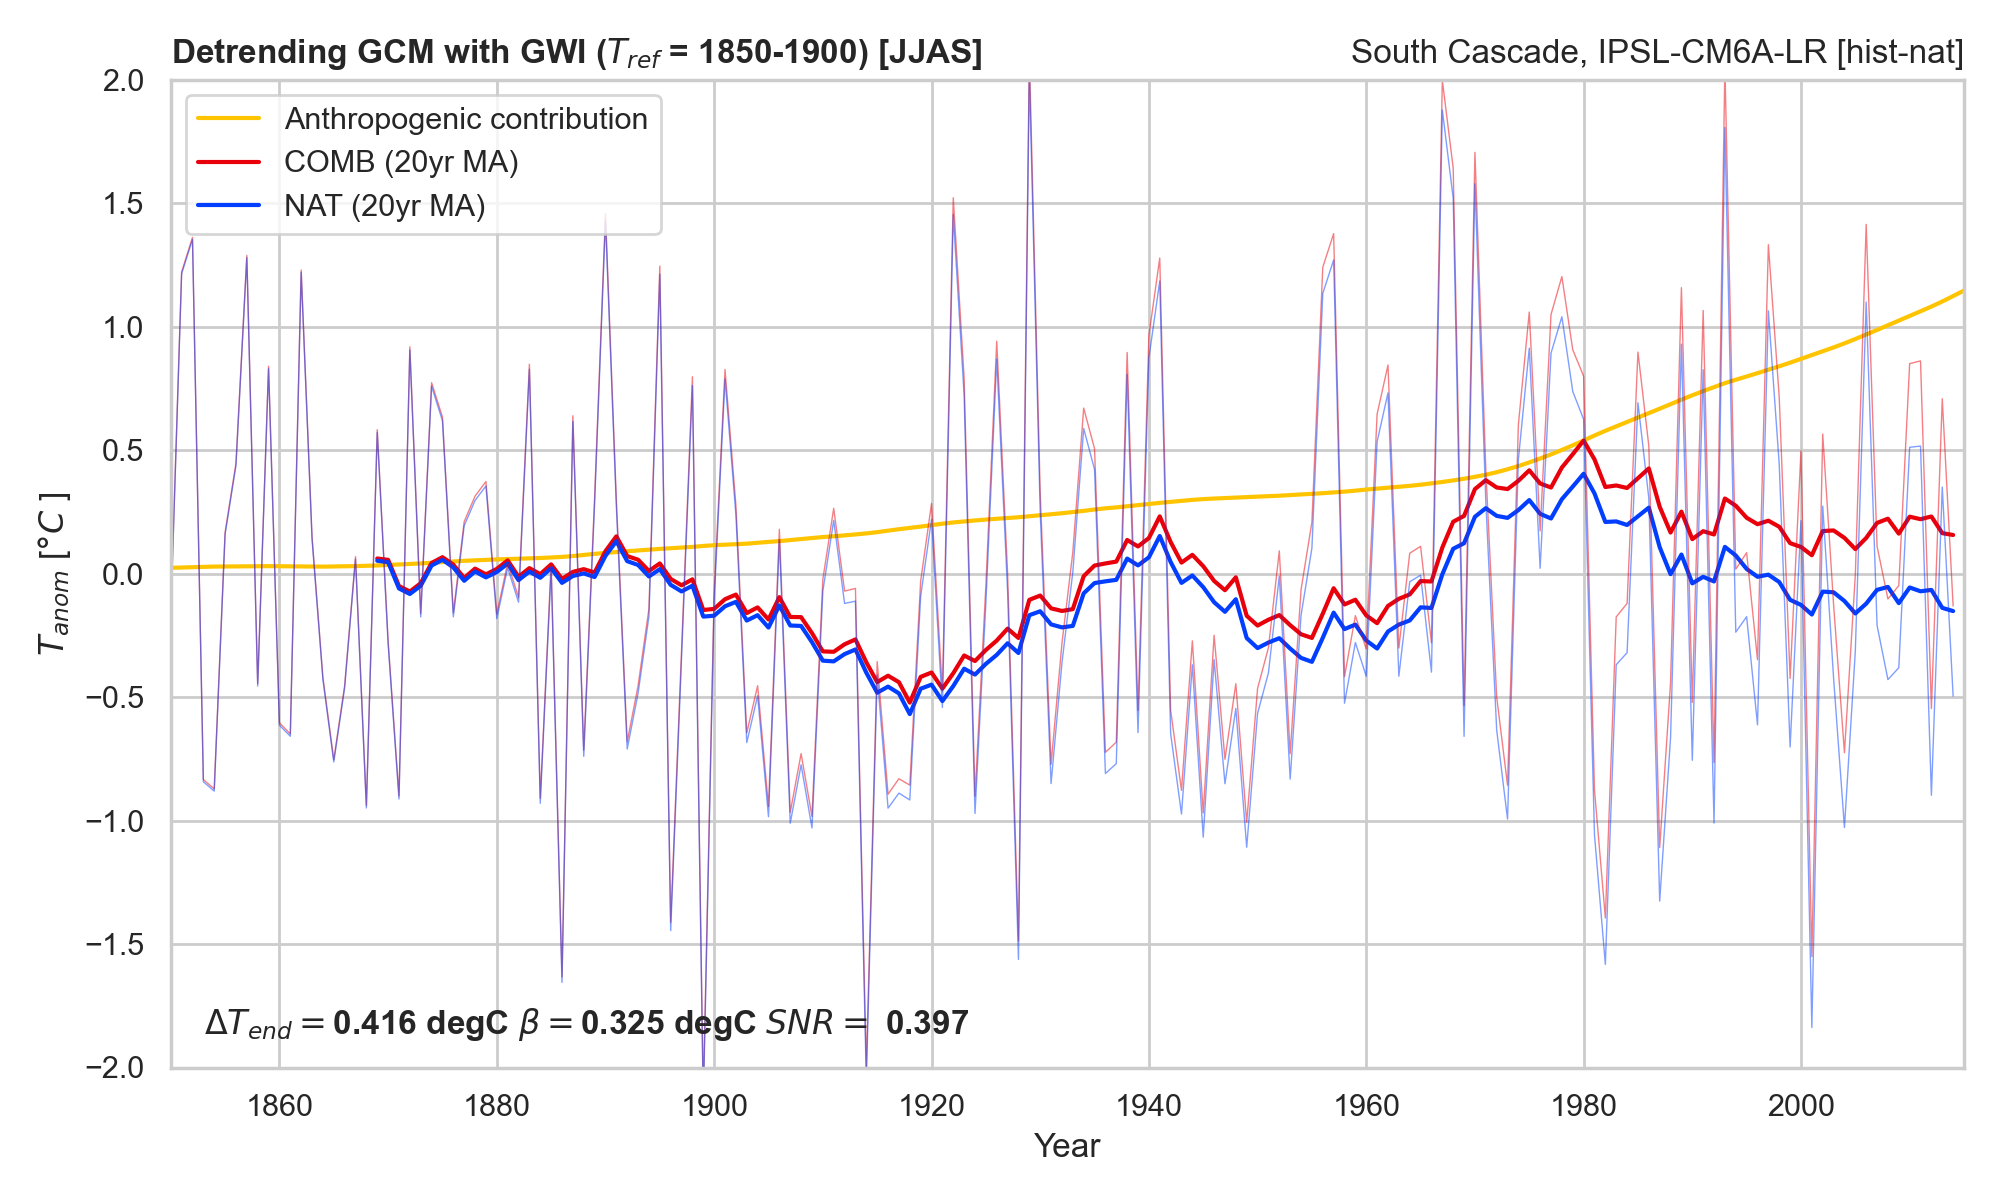 Detrending GCM with GWI (T_ref = 1850-1900) [JJAS]
South Cascade, IPSL-CM6A-LR [hist-nat]
Anthropogenic contribution
COMB (20yr MA)
NAT (20yr MA)
2.0
1.5
1.0
0.5
0.0
−0.5
−1.0
−1.5
−2.0
T_anom [°C ]
ΔT_end = 0.416 degC β = 0.325 degC SNR = 0.397
1860 1880 1900 1920 1940 1960 1980 2000
Year